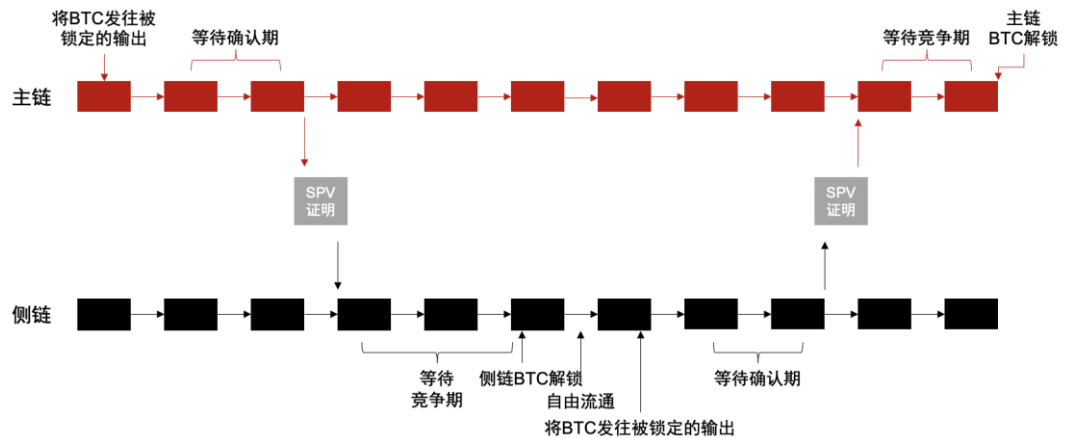 将BTC发往被
锁定的输出
等待确认期
等待竞争期
主链
BTC解锁
主链
SPV
证明
SPV
证明
侧链
等待
竞争期
侧链BTC解锁
自由流通
将BTC发往被锁定的输出
等待确认期